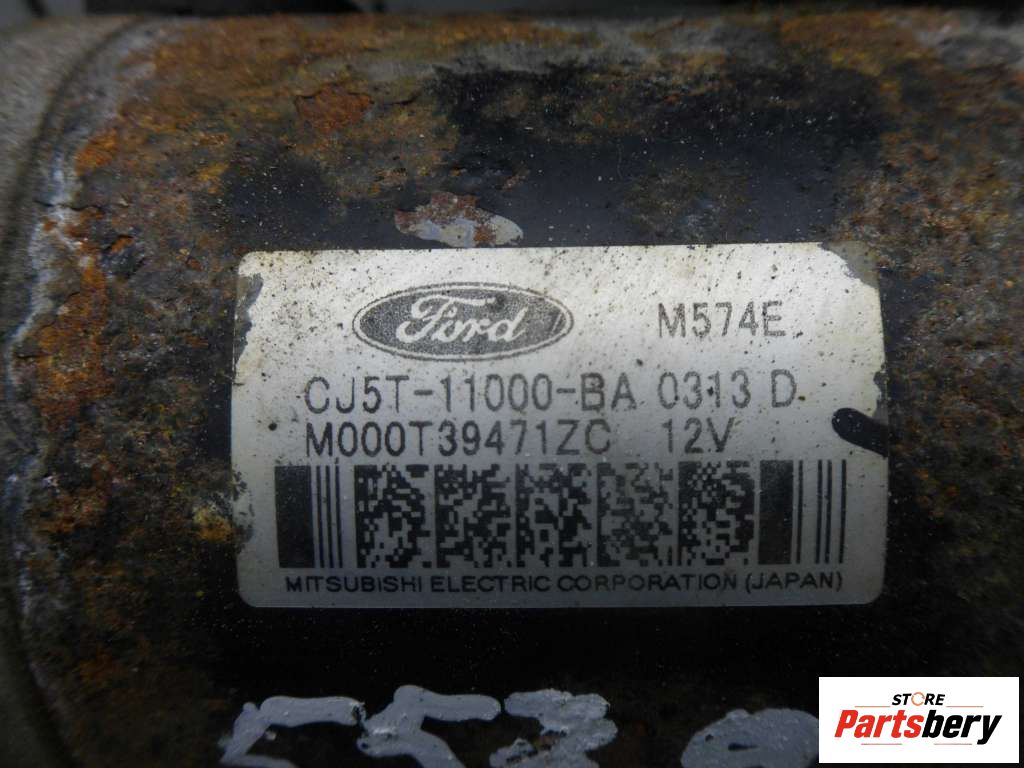 Ford M574E
CJ5T-11000-BA 0313 D
M000T39471ZC 12V
MITSUBISHI ELECTRIC CORPORATION (JAPAN)
STORE
Partsbery